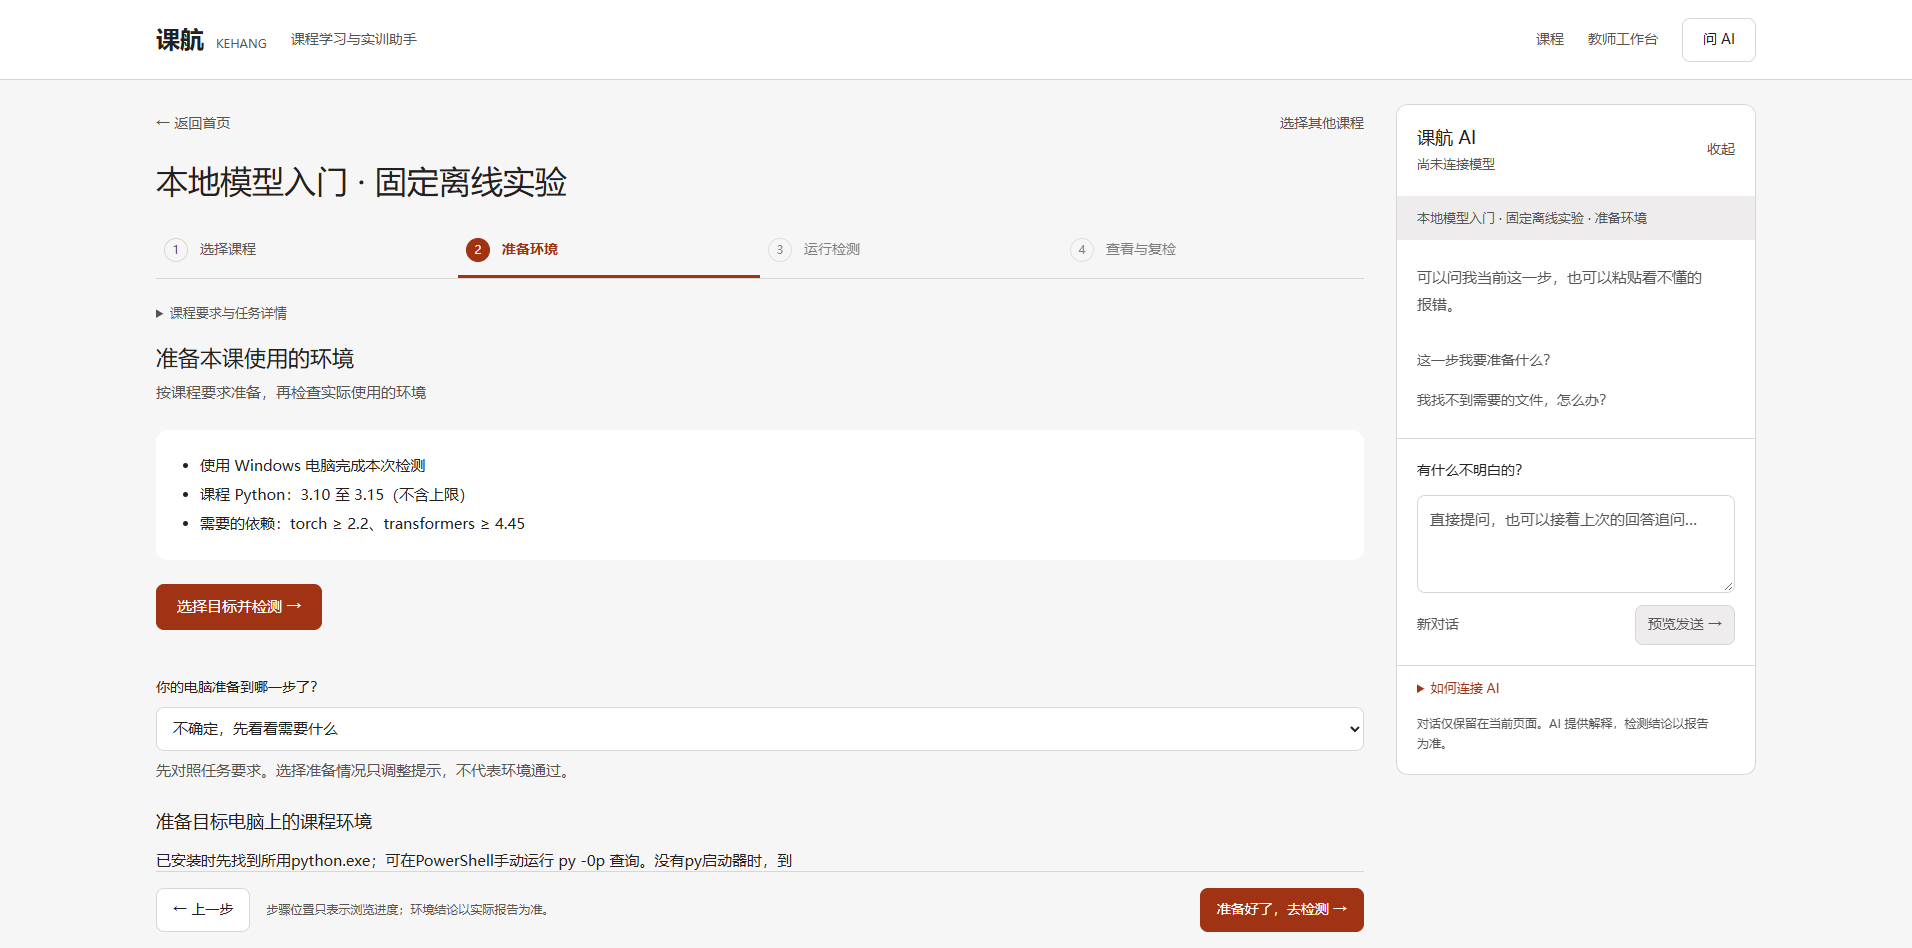 课航 KEHANG 课程学习与实训助手 课程 教师工作台 问 AI
← 返回首页 选择其他课程
本地模型入门 · 固定离线实验
1 选择课程 2 准备环境 3 运行检测 4 查看与复检
▶ 课程要求与任务详情
准备本课使用的环境
按课程要求准备，再检查实际使用的环境
• 使用 Windows 电脑完成本次检测
• 课程 Python：3.10 至 3.15（不含上限）
• 需要的依赖：torch ≥ 2.2、transformers ≥ 4.45
选择目标并检测 →
你的电脑准备到哪一步了？
不确定，先看看需要什么
先对照任务要求。选择准备情况只调整提示，不代表环境通过。
准备目标电脑上的课程环境
已安装时先找到所用python.exe；可在PowerShell手动运行 py -0p 查询。没有py启动器时，到
← 上一步 步骤位置只表示浏览进度；环境结论以实际报告为准。 准备好了，去检测 →
课航 AI
尚未连接模型
收起
本地模型入门 · 固定离线实验 · 准备环境
可以问我当前这一步，也可以粘贴看不懂的
报错。
这一步我要准备什么？
我找不到需要的文件，怎么办？
有什么不明白的？
直接提问，也可以接着上次的回答追问...
新对话 预览发送 →
▶ 如何连接 AI
对话仅保留在当前页面。AI 提供解释，检测结论以报告
为准。